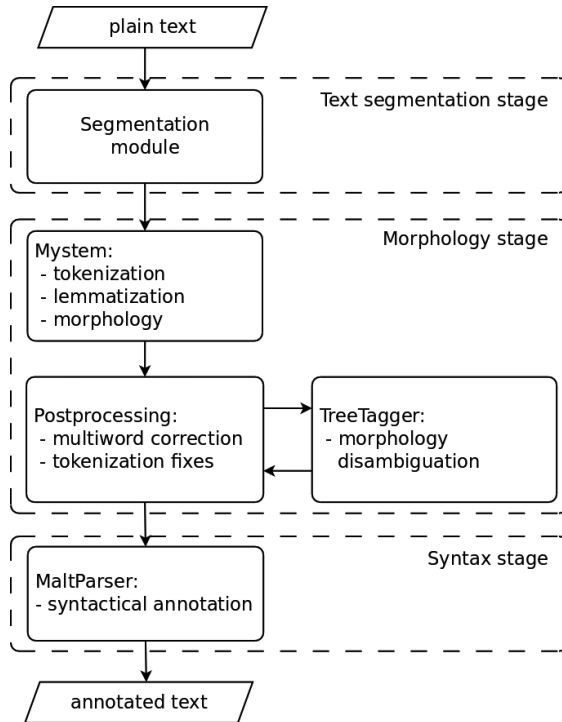 plain text
Text segmentation stage
Segmentation
module
Morphology stage
Mystem:
- tokenization
- lemmatization
- morphology
Postprocessing:
- multiword correction
- tokenization fixes
TreeTagger:
- morphology
disambiguation
Syntax stage
MaltParser:
- syntactical annotation
annotated text